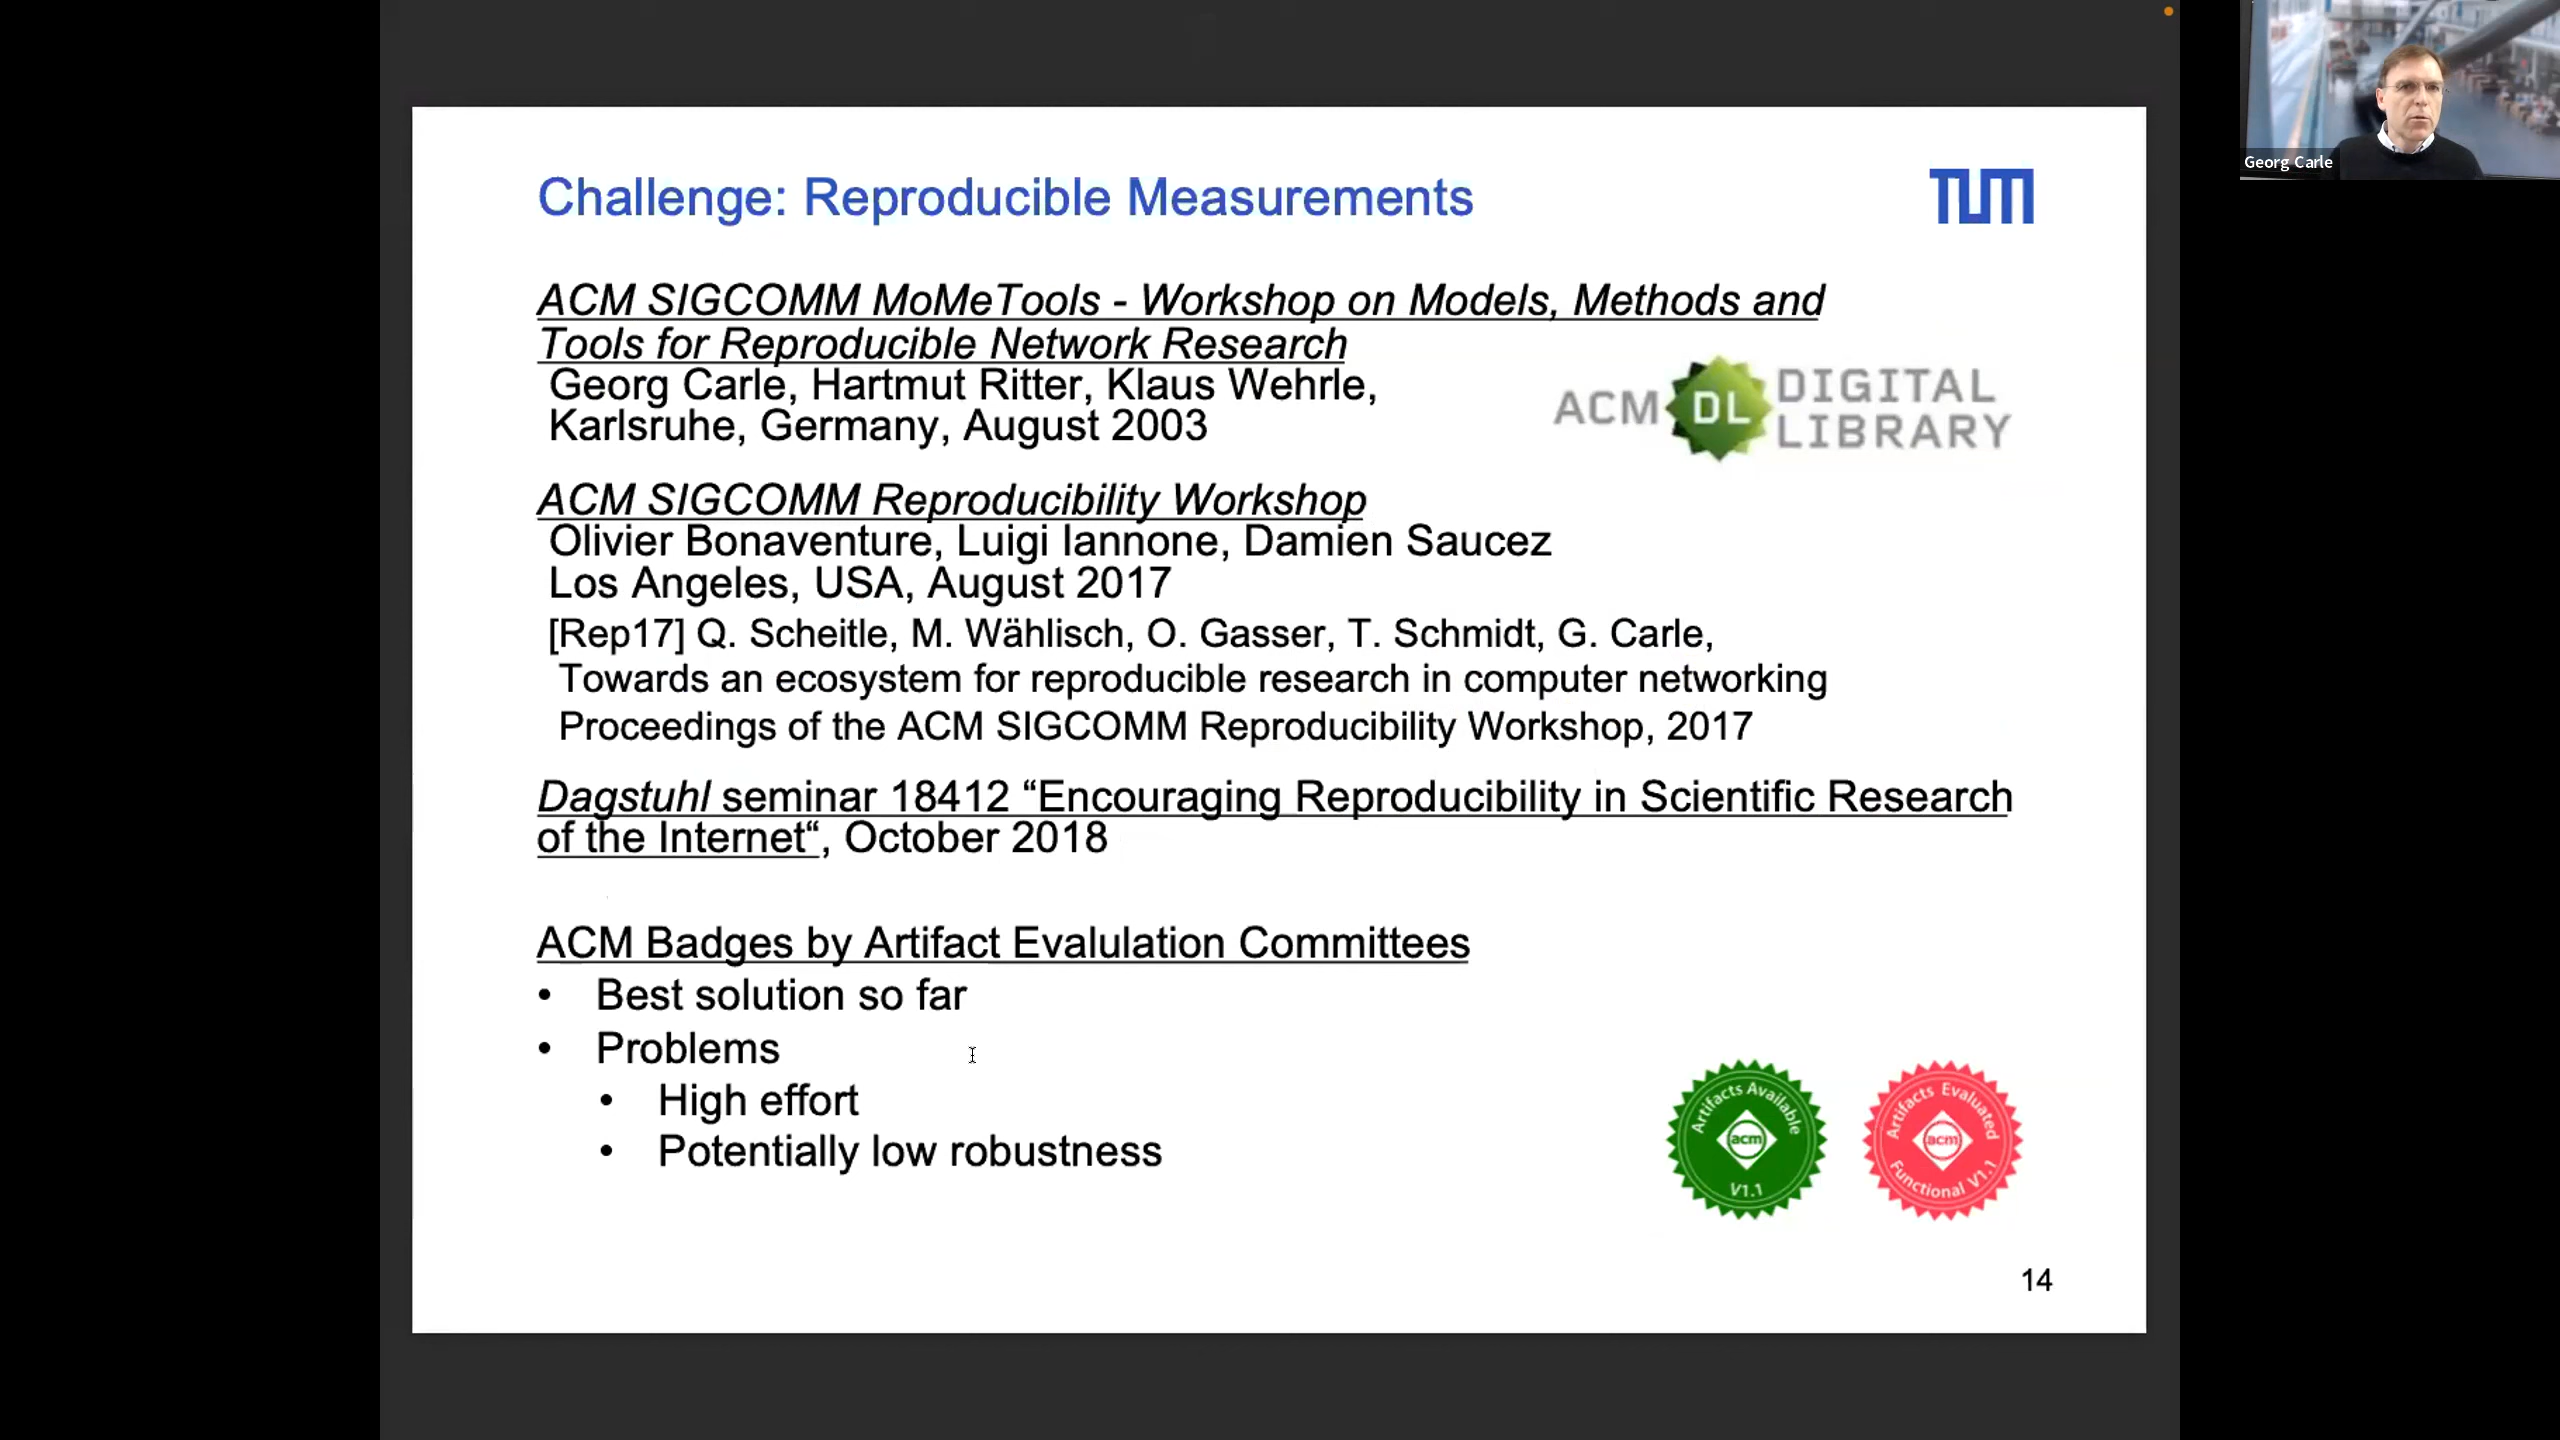 Georg Carle
Challenge: Reproducible Measurements
TUM
ACM SIGCOMM MoMeTools - Workshop on Models, Methods and
Tools for Reproducible Network Research
Georg Carle, Hartmut Ritter, Klaus Wehrle,
Karlsruhe, Germany, August 2003
ACM DL DIGITAL
LIBRARY
ACM SIGCOMM Reproducibility Workshop
Olivier Bonaventure, Luigi Iannone, Damien Saucez
Los Angeles, USA, August 2017
[Rep17] Q. Scheitle, M. Wählisch, O. Gasser, T. Schmidt, G. Carle,
Towards an ecosystem for reproducible research in computer networking
Proceedings of the ACM SIGCOMM Reproducibility Workshop, 2017
Dagstuhl seminar 18412 “Encouraging Reproducibility in Scientific Research
of the Internet“, October 2018
ACM Badges by Artifact Evalulation Committees
• Best solution so far
• Problems
• High effort
• Potentially low robustness
Artifacts Available
acm
V1.1
Artifacts Evaluated
acm
Functional V1.1
14